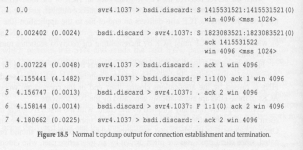 1 0.0 svr4.1037 > bsdi.discard: S 1415531521:1415531521(0)
win 4096 <mss 1024>
2 0.002402 (0.0024) bsdi.discard > svr4.1037: S 1823083521:1823083521(0)
ack 1415531522
win 4096 <mss 1024>
3 0.007224 (0.0048) svr4.1037 > bsdi.discard: . ack 1 win 4096
4 4.155441 (4.1482) svr4.1037 > bsdi.discard: F 1:1(0) ack 1 win 4096
5 4.156747 (0.0013) bsdi.discard > svr4.1037: . ack 2 win 4096
6 4.158144 (0.0014) bsdi.discard > svr4.1037: F 1:1(0) ack 2 win 4096
7 4.180662 (0.0225) svr4.1037 > bsdi.discard: . ack 2 win 4096
Figure 18.5 Normal tcpdump output for connection establishment and termination.